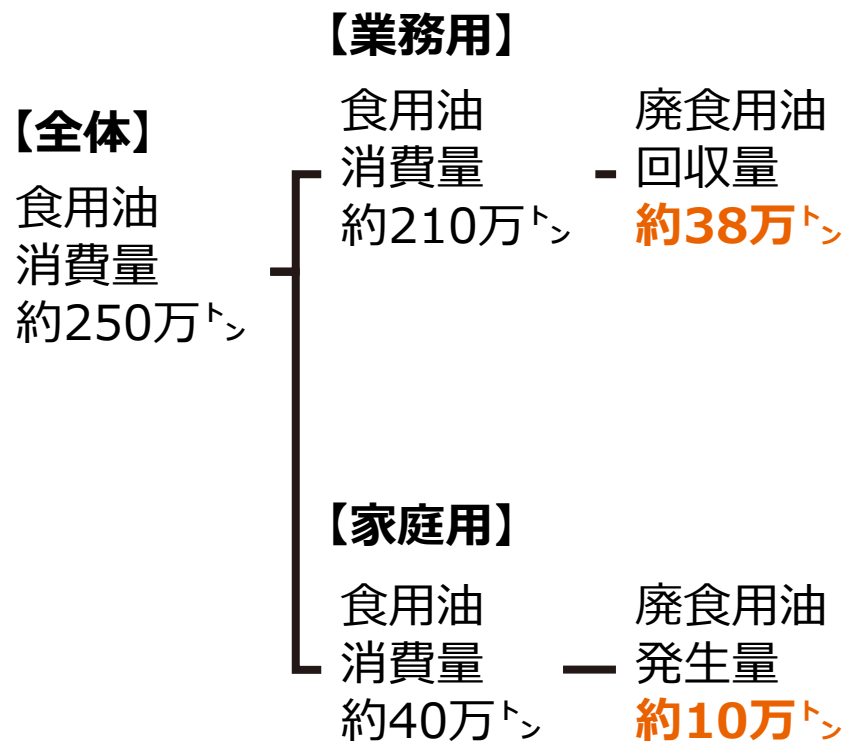 【全体】
食用油
消費量
約250万トン
【業務用】
食用油
消費量
約210万トン
廃食用油
回収量
約38万トン
【家庭用】
食用油
消費量
約40万トン
廃食用油
発生量
約10万トン